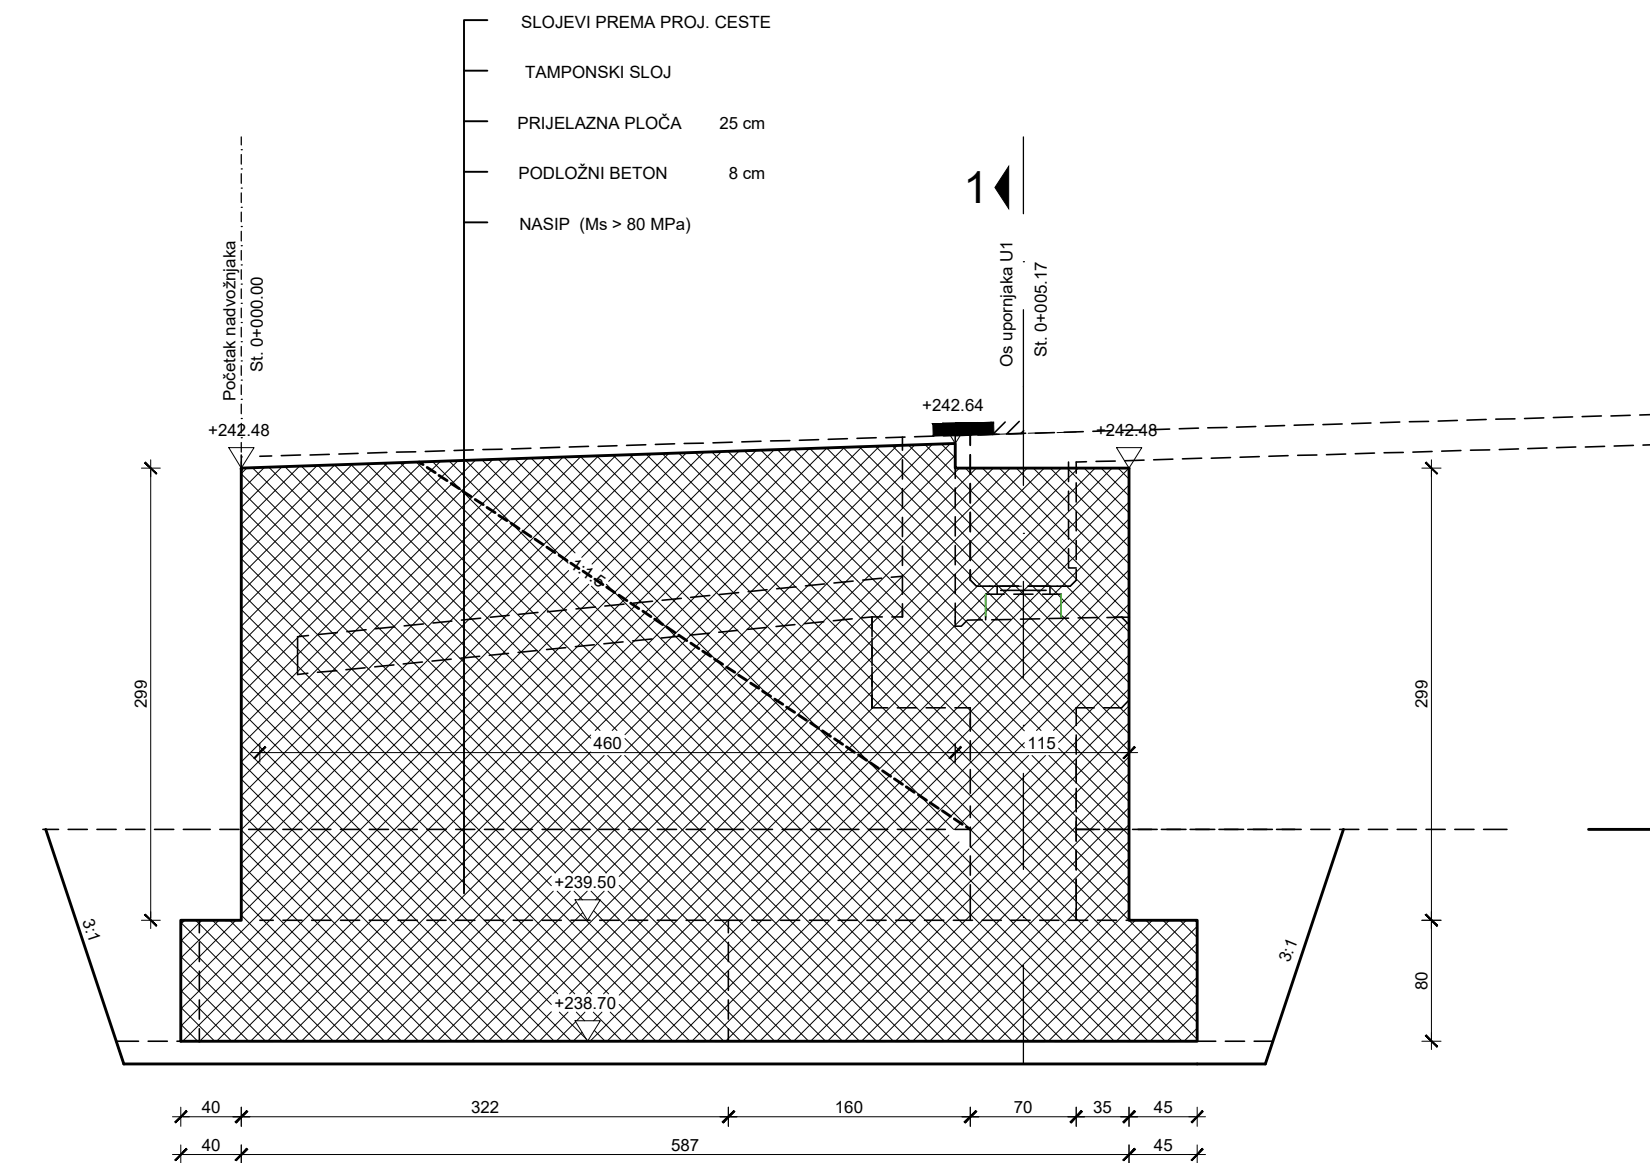 SLOJEVI PREMA PROJ. CESTE
TAMPONSKI SLOJ
PRIJELAZNA PLOČA 25 cm
PODLOŽNI BETON 8 cm
NASIP (Ms > 80 MPa)
1
Početak nadvožnjaka
St. 0+000.00
Os upornjaka U1
St. 0+005.17
+242.48
+242.64
+242.48
1:1.5
299
299
460
115
+239.50
3:1
3:1
80
+238.70
40
322
160
70
35
45
40
587
45